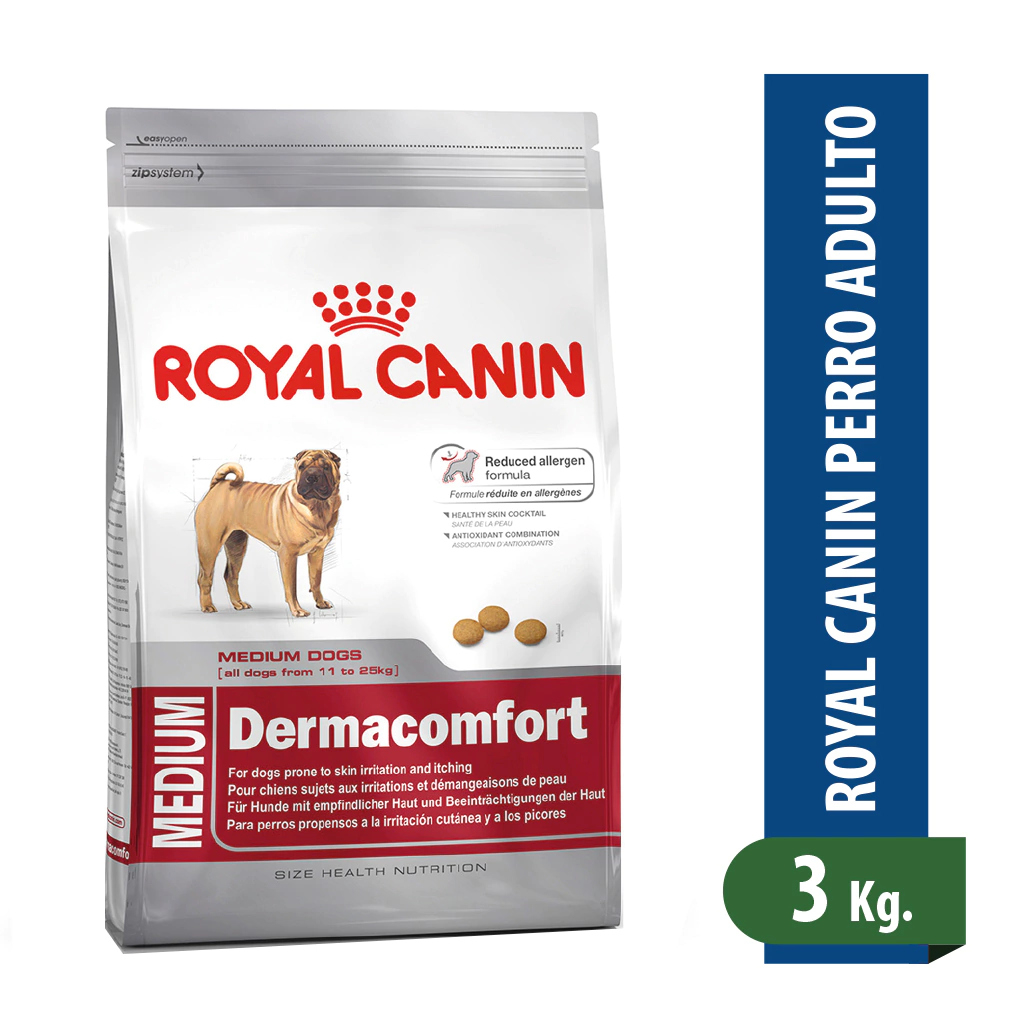 easyopen
zipsystem
ROYAL CANIN
Reduced allergen
formula
Formule réduite en allergènes
HEALTHY SKIN COCKTAIL
SANTÉ DE LA PEAU
ANTIOXIDANT COMBINATION
ASSOCIATION D'ANTIOXYDANTS
MEDIUM DOGS
[all dogs from 11 to 25kg]
MEDIUM
Dermacomfort
For dogs prone to skin irritation and itching
Pour chiens sujets aux irritations et démangeaisons de peau
Für Hunde mit empfindlicher Haut und Beeinträchtigungen der Haut
Para perros propensos a la irritación cutánea y a los picores
SIZE HEALTH NUTRITION
ROYAL CANIN PERRO ADULTO
3 Kg.